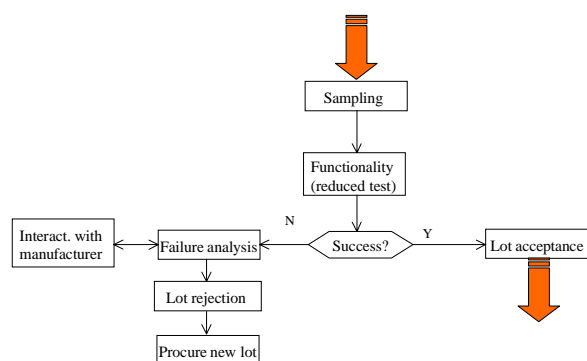 Sampling
Functionality
(reduced test)
N
Y
Interact. with
manufacturer
Failure analysis
Success?
Lot acceptance
Lot rejection
Procure new lot